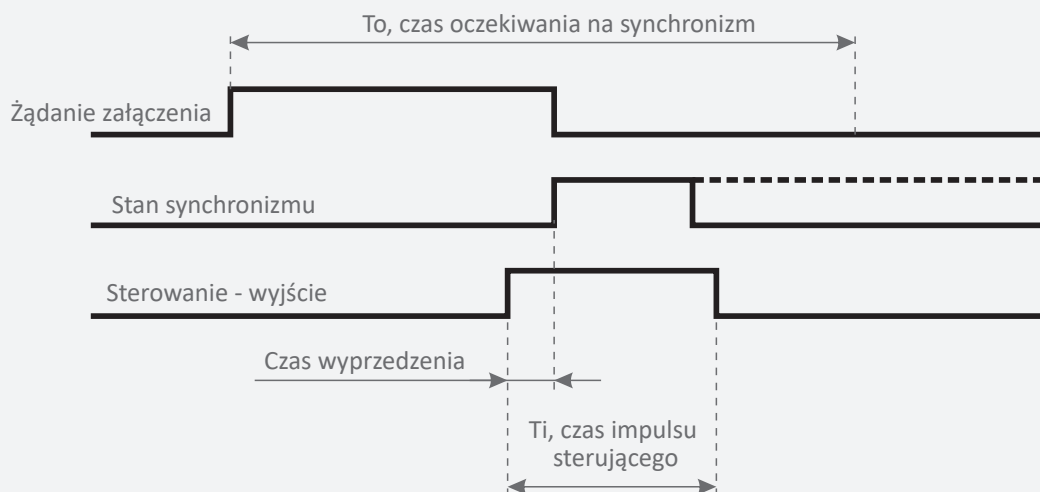 To, czas oczekiwania na synchronizm
Żądanie załączenia
Stan synchronizmu
Sterowanie - wyjście
Czas wyprzedzenia
Ti, czas impulsu
sterującego